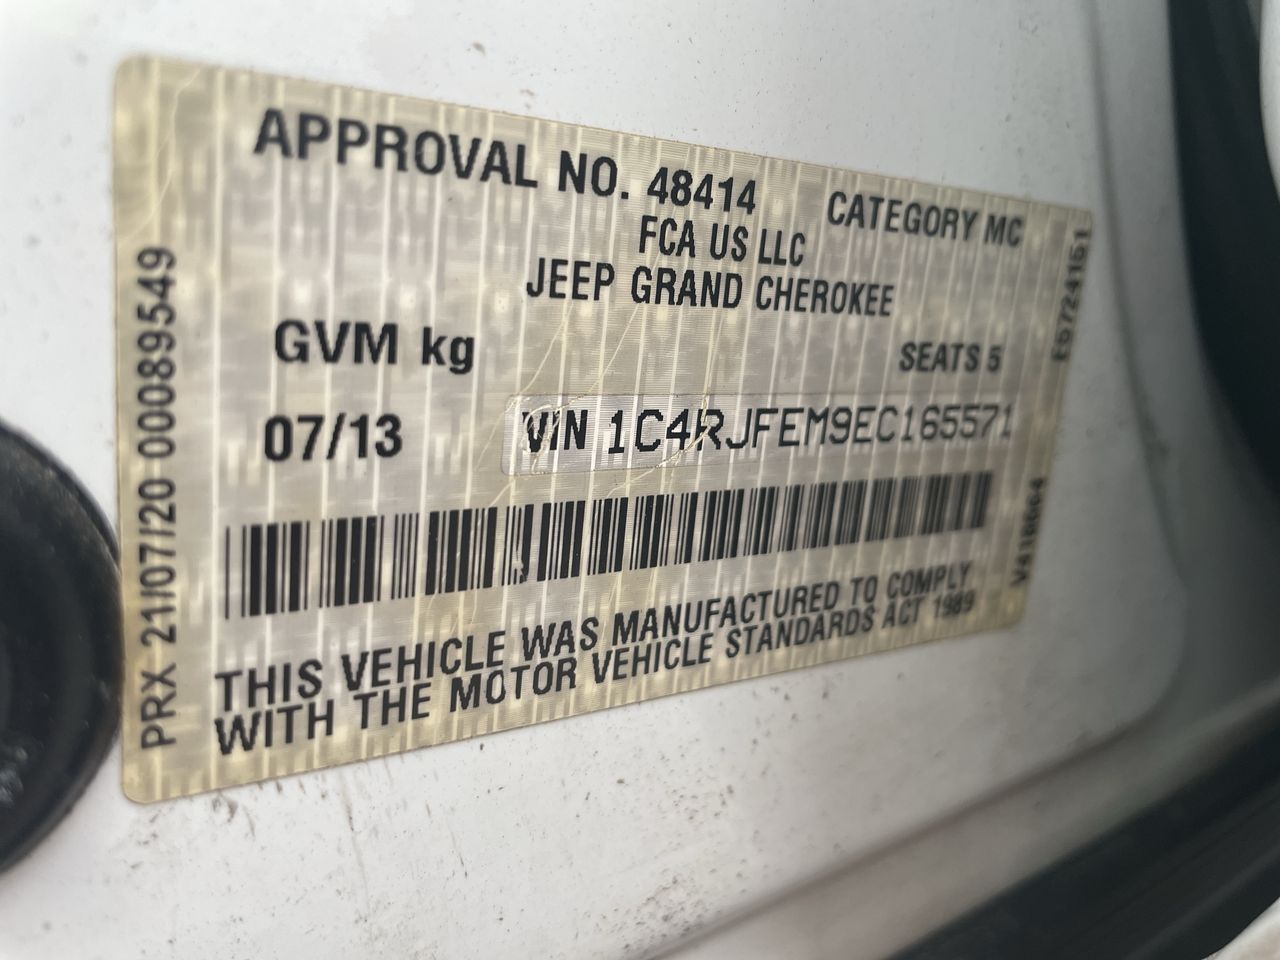 APPROVAL NO. 48414 CATEGORY MC
FCA US LLC
JEEP GRAND CHEROKEE
GVM kg SEATS 5
07/13 VIN 1C4RJFEM9EC165571
THIS VEHICLE WAS MANUFACTURED TO COMPLY
WITH THE MOTOR VEHICLE STANDARDS ACT 1989
PRX 21/07/20 000089549
E5724151
V418664